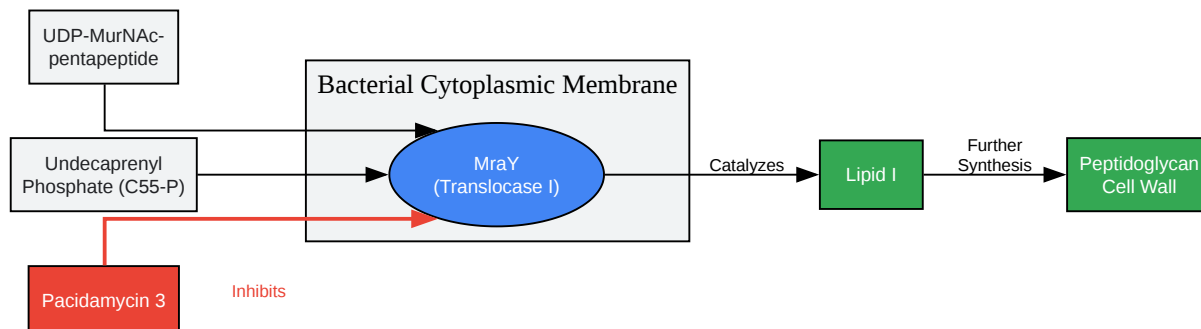 UDP-MurNAc-
pentapeptide
Bacterial Cytoplasmic Membrane
Undecaprenyl
Phosphate (C55-P)
MraY
(Translocase I)
Catalyzes
Lipid I
Further
Synthesis
Peptidoglycan
Cell Wall
Pacidamycin 3
Inhibits